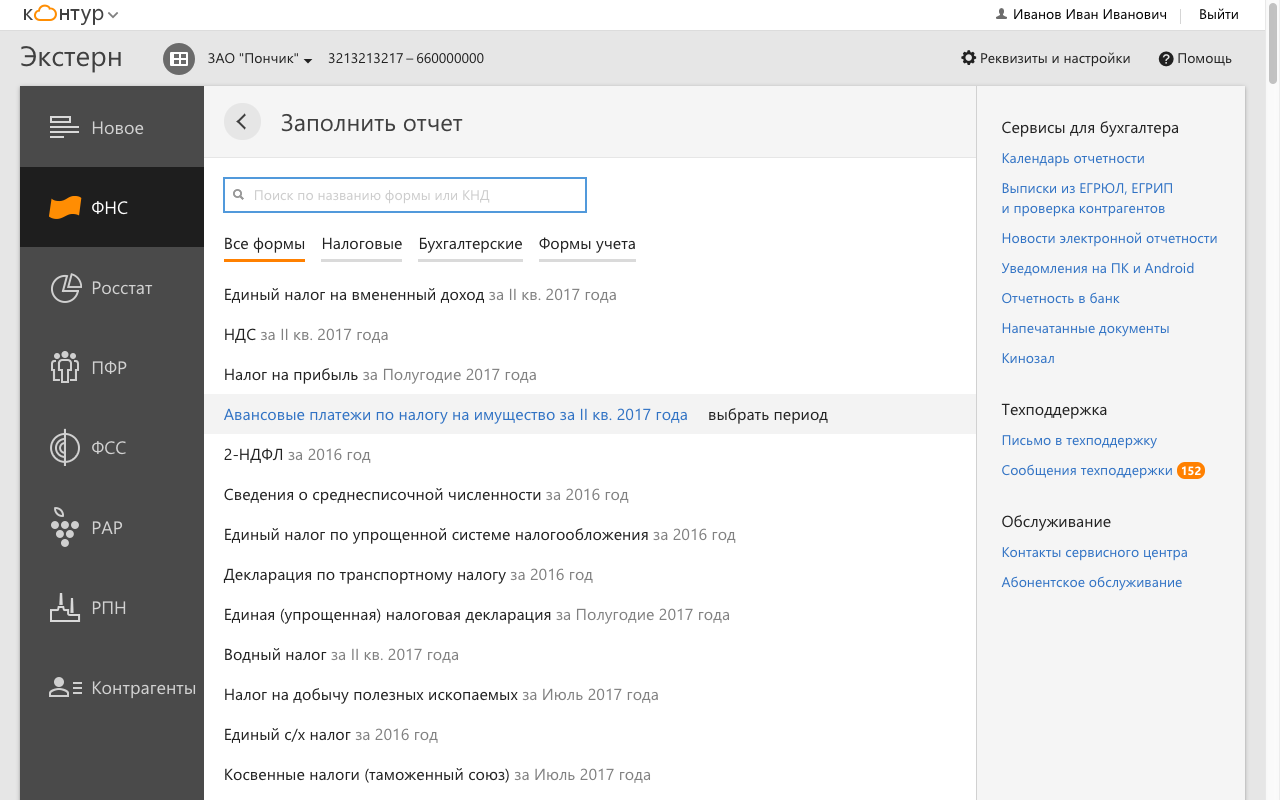 контур
Иванов Иван Иванович
Выйти
Экстерн
ЗАО "Пончик"
3213213217 – 660000000
Реквизиты и настройки
Помощь
Новое
ФНС
Росстат
ПФР
ФСС
РАР
РПН
Контрагенты
Заполнить отчет
Поиск по названию формы или КНД
Все формы Налоговые Бухгалтерские Формы учета
Единый налог на вмененный доход за II кв. 2017 года
НДС за II кв. 2017 года
Налог на прибыль за Полугодие 2017 года
Авансовые платежи по налогу на имущество за II кв. 2017 года выбрать период
2-НДФЛ за 2016 год
Сведения о среднесписочной численности за 2016 год
Единый налог по упрощенной системе налогообложения за 2016 год
Декларация по транспортному налогу за 2016 год
Единая (упрощенная) налоговая декларация за Полугодие 2017 года
Водный налог за II кв. 2017 года
Налог на добычу полезных ископаемых за Июль 2017 года
Единый с/х налог за 2016 год
Косвенные налоги (таможенный союз) за Июль 2017 года
Сервисы для бухгалтера
Календарь отчетности
Выписки из ЕГРЮЛ, ЕГРИП
и проверка контрагентов
Новости электронной отчетности
Уведомления на ПК и Android
Отчетность в банк
Напечатанные документы
Кинозал
Техподдержка
Письмо в техподдержку
Сообщения техподдержки 152
Обслуживание
Контакты сервисного центра
Абонентское обслуживание